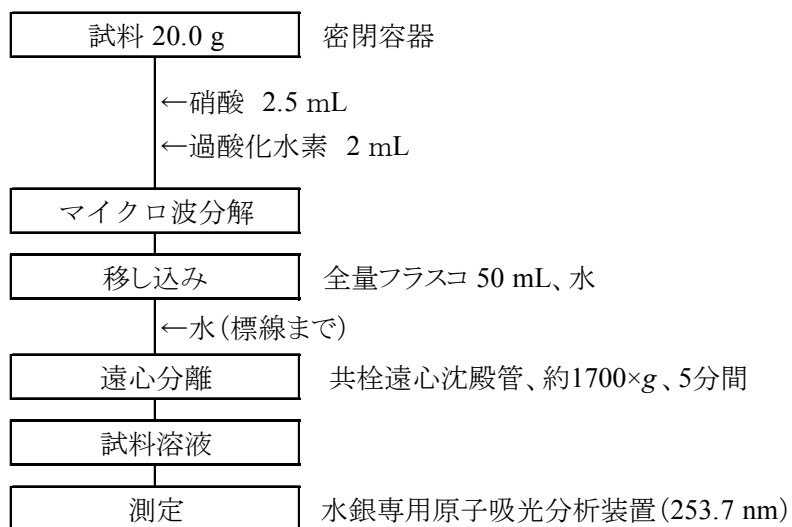 試料 20.0 g 密閉容器
←硝酸 2.5 mL
←過酸化水素 2 mL
マイクロ波分解
移し込み 全量フラスコ 50 mL、水
←水(標線まで)
遠心分離 共栓遠心沈殿管、約1700×g、5分間
試料溶液
測定 水銀専用原子吸光分析装置(253.7 nm)